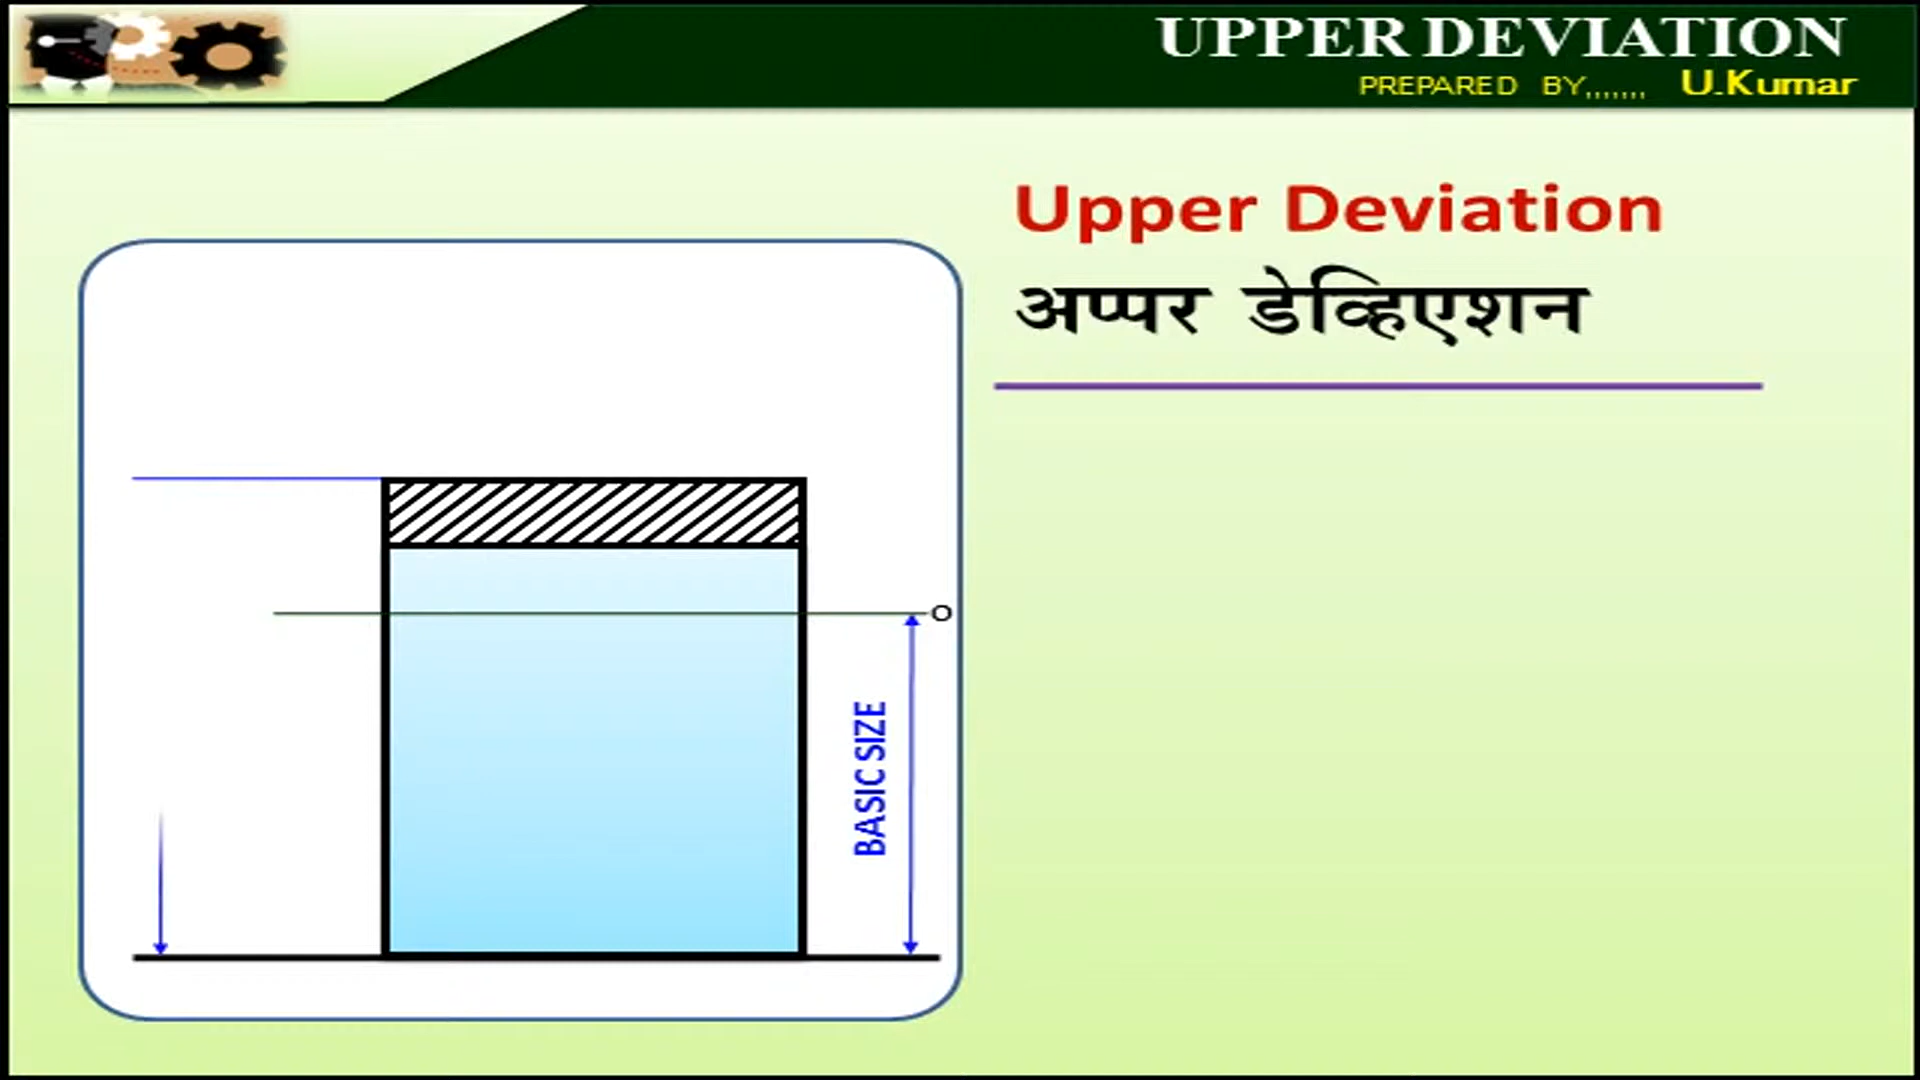 UPPER DEVIATION
PREPARED BY,,,,,,, U.Kumar
Upper Deviation
अप्पर डेव्हिएशन
O
BASIC SIZE